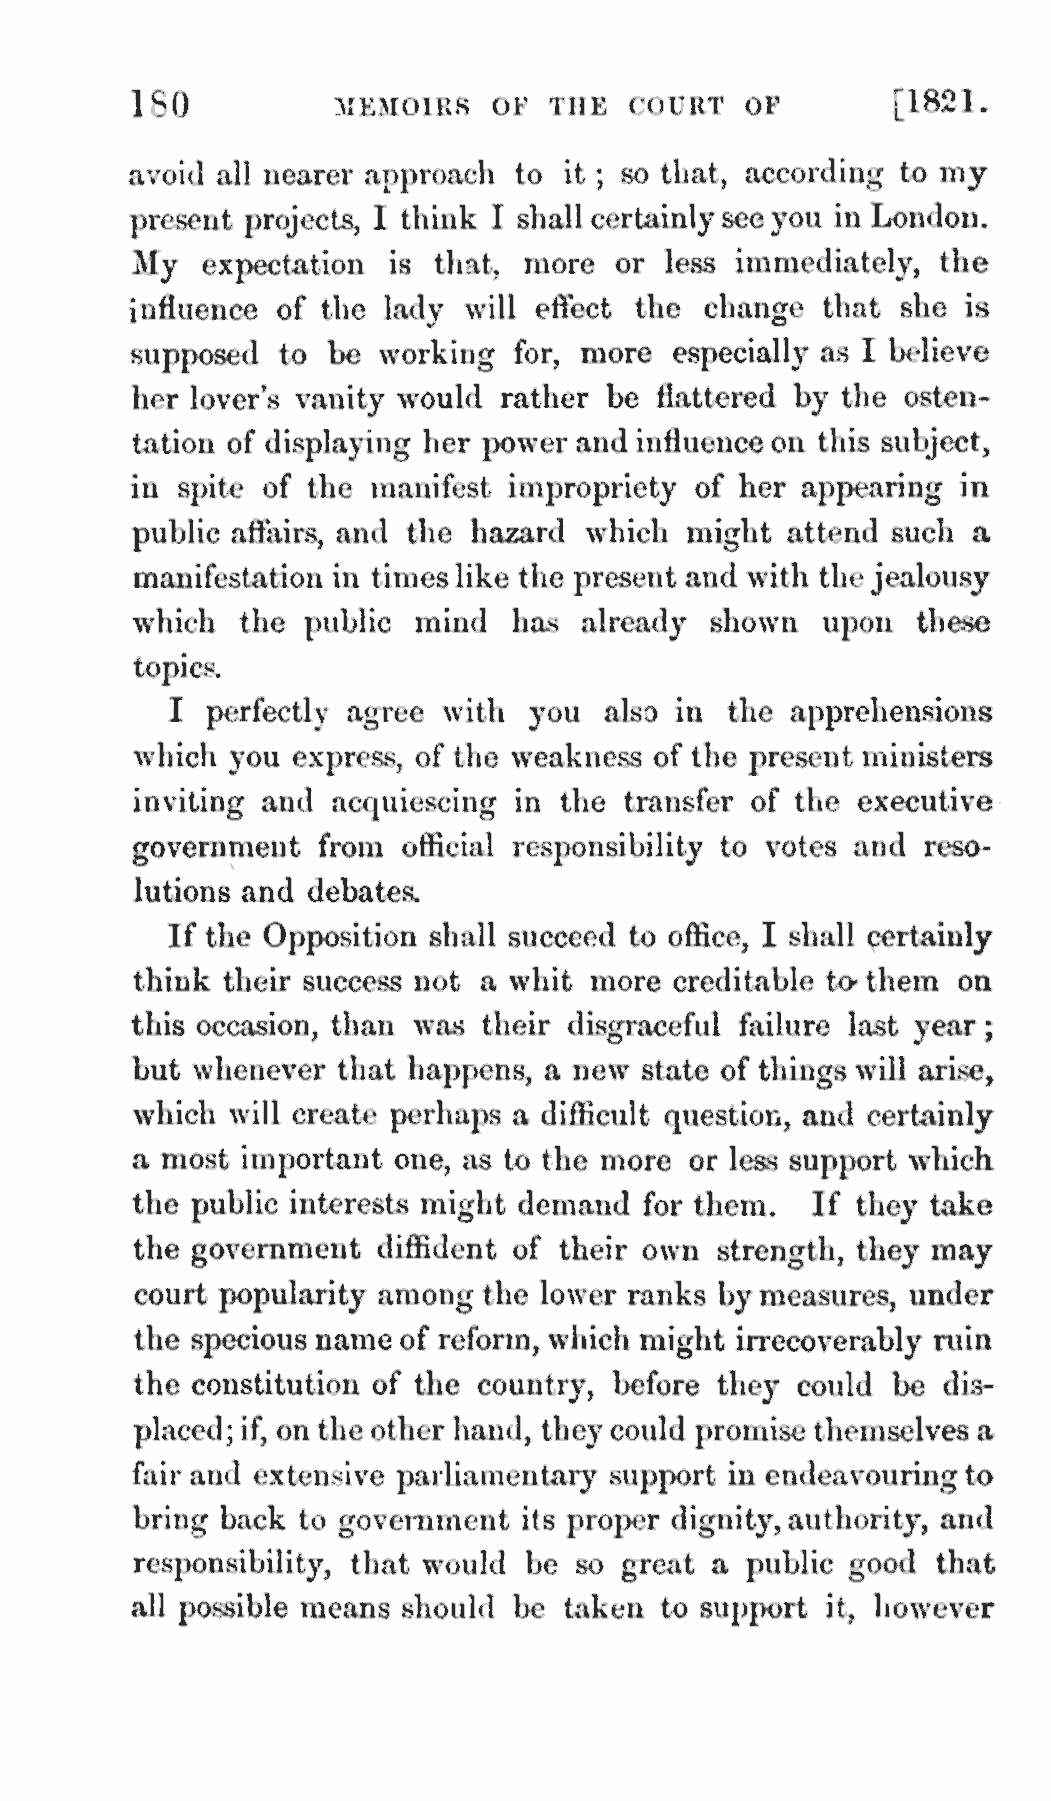 180 MEMOIRS OF THE COURT OF [1821.
avoid all nearer approach to it ; so that, according to my
present projects, I think I shall certainly see you in London.
My expectation is that, more or less immediately, the
influence of the lady will effect the change that she is
supposed to be working for, more especially as I believe
her lover's vanity would rather be flattered by the osten-
tation of displaying her power and influence on this subject,
in spite of the manifest impropriety of her appearing in
public affairs, and the hazard which might attend such a
manifestation in times like the present and with the jealousy
which the public mind has already shown upon these
topics.
I perfectly agree with you also in the apprehensions
which you express, of the weakness of the present ministers
inviting and acquiescing in the transfer of the executive
government from official responsibility to votes and reso-
lutions and debates.
If the Opposition shall succeed to office, I shall certainly
think their success not a whit more creditable to them on
this occasion, than was their disgraceful failure last year ;
but whenever that happens, a new state of things will arise,
which will create perhaps a difficult question, and certainly
a most important one, as to the more or less support which
the public interests might demand for them. If they take
the government diffident of their own strength, they may
court popularity among the lower ranks by measures, under
the specious name of reform, which might irrecoverably ruin
the constitution of the country, before they could be dis-
placed; if, on the other hand, they could promise themselves a
fair and extensive parliamentary support in endeavouring to
bring back to government its proper dignity, authority, and
responsibility, that would be so great a public good that
all possible means should be taken to support it, however